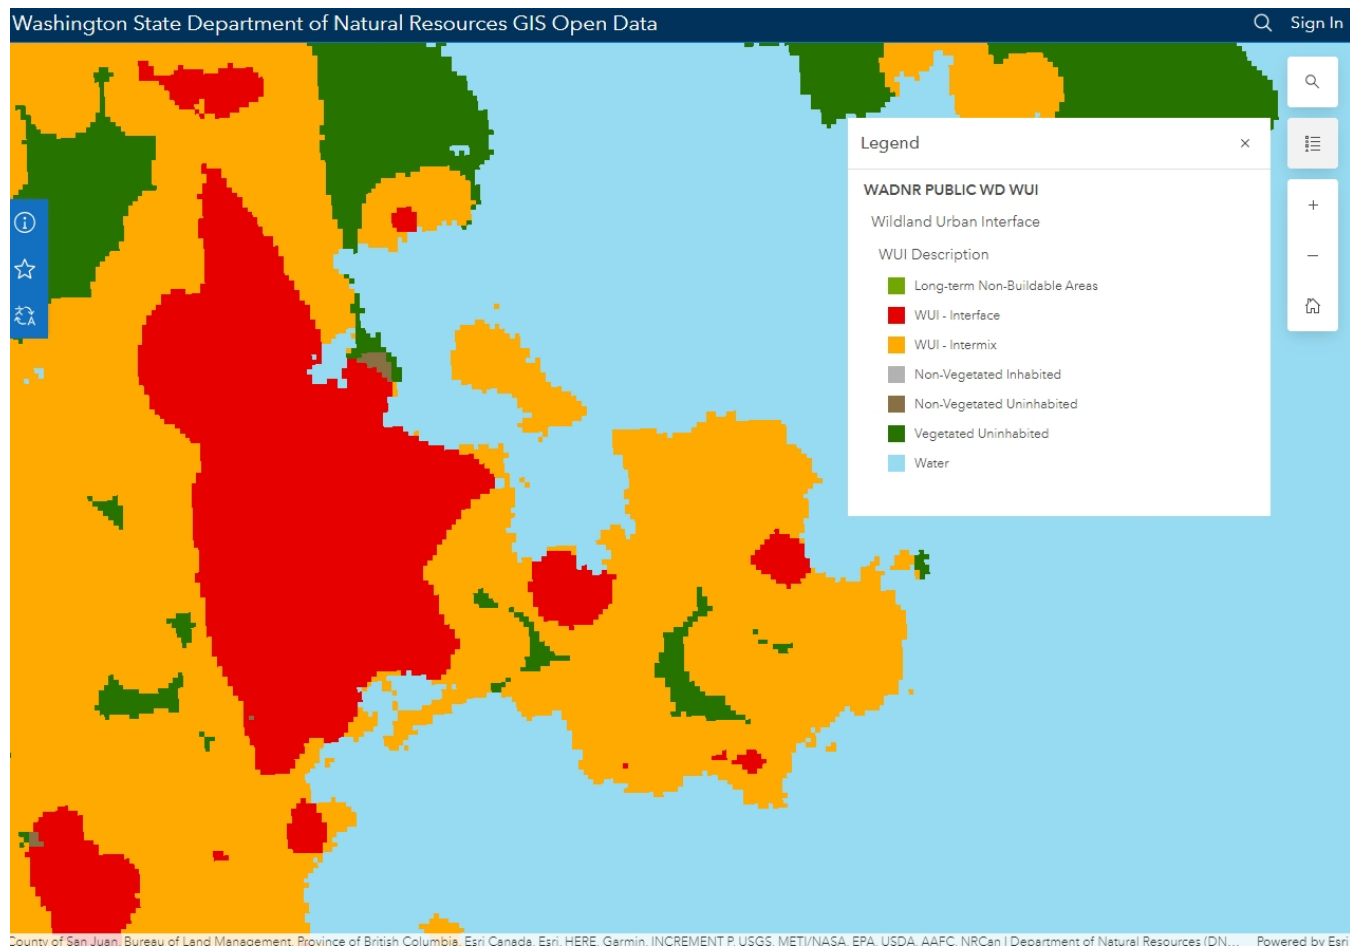 Washington State Department of Natural Resources GIS Open Data
Sign In
Legend
WADNR PUBLIC WD WUI
Wildland Urban Interface
WUI Description
Long-term Non-Buildable Areas
WUI - Interface
WUI - Intermix
Non-Vegetated Inhabited
Non-Vegetated Uninhabited
Vegetated Uninhabited
Water
County of San Juan, Bureau of Land Management, Province of British Columbia, Esri Canada, Esri, HERE, Garmin, INCREMENT P, USGS, METI/NASA, EPA, USDA, AAFC, NRCan | Department of Natural Resources (DN... Powered by Esri